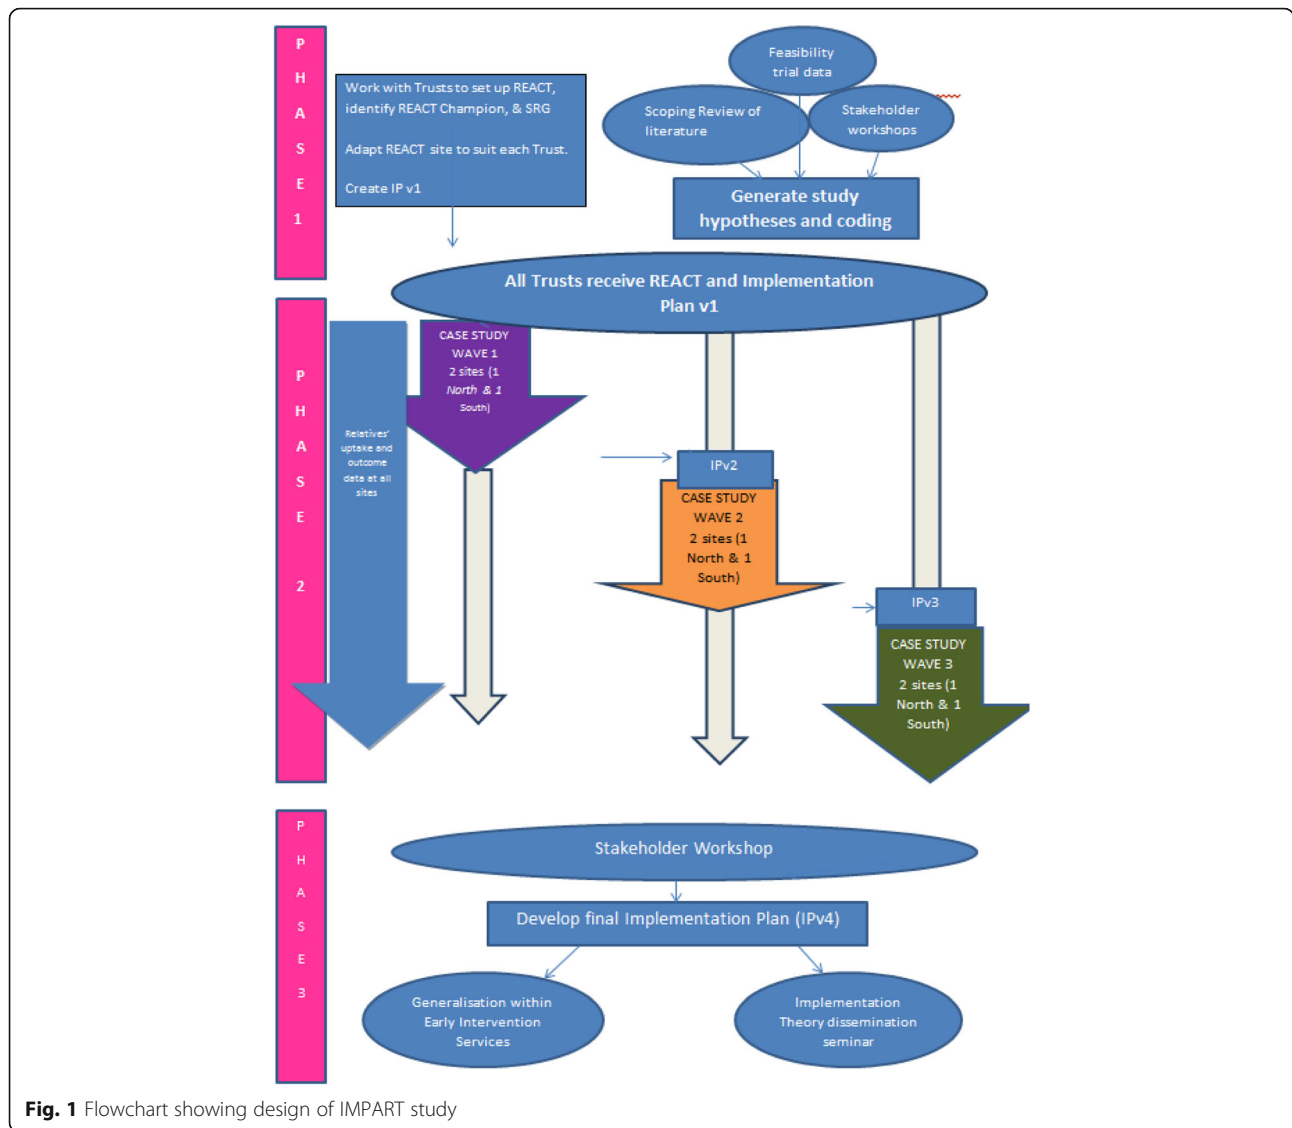 P
H
A
S
E
1
Work with Trusts to set up REACT,
identify REACT Champion, & SRG
Adapt REACT site to suit each Trust.
Create IP v1
Feasibility
trial data
Scoping Review of
literature
Stakeholder
workshops
Generate study
hypotheses and coding
All Trusts receive REACT and Implementation
Plan v1
P
H
A
S
E
2
Relatives'
uptake and
outcome
data at all
sites
CASE STUDY
WAVE 1
2 sites (1
North & 1
South)
IPv2
CASE STUDY
WAVE 2
2 sites (1
North & 1
South)
IPv3
CASE STUDY
WAVE 3
2 sites (1
North & 1
South)
P
H
A
S
E
3
Stakeholder Workshop
Develop final Implementation Plan (IPv4)
Generalisation within
Early Intervention
Services
Implementation
Theory dissemination
seminar
Fig. 1 Flowchart showing design of IMPART study